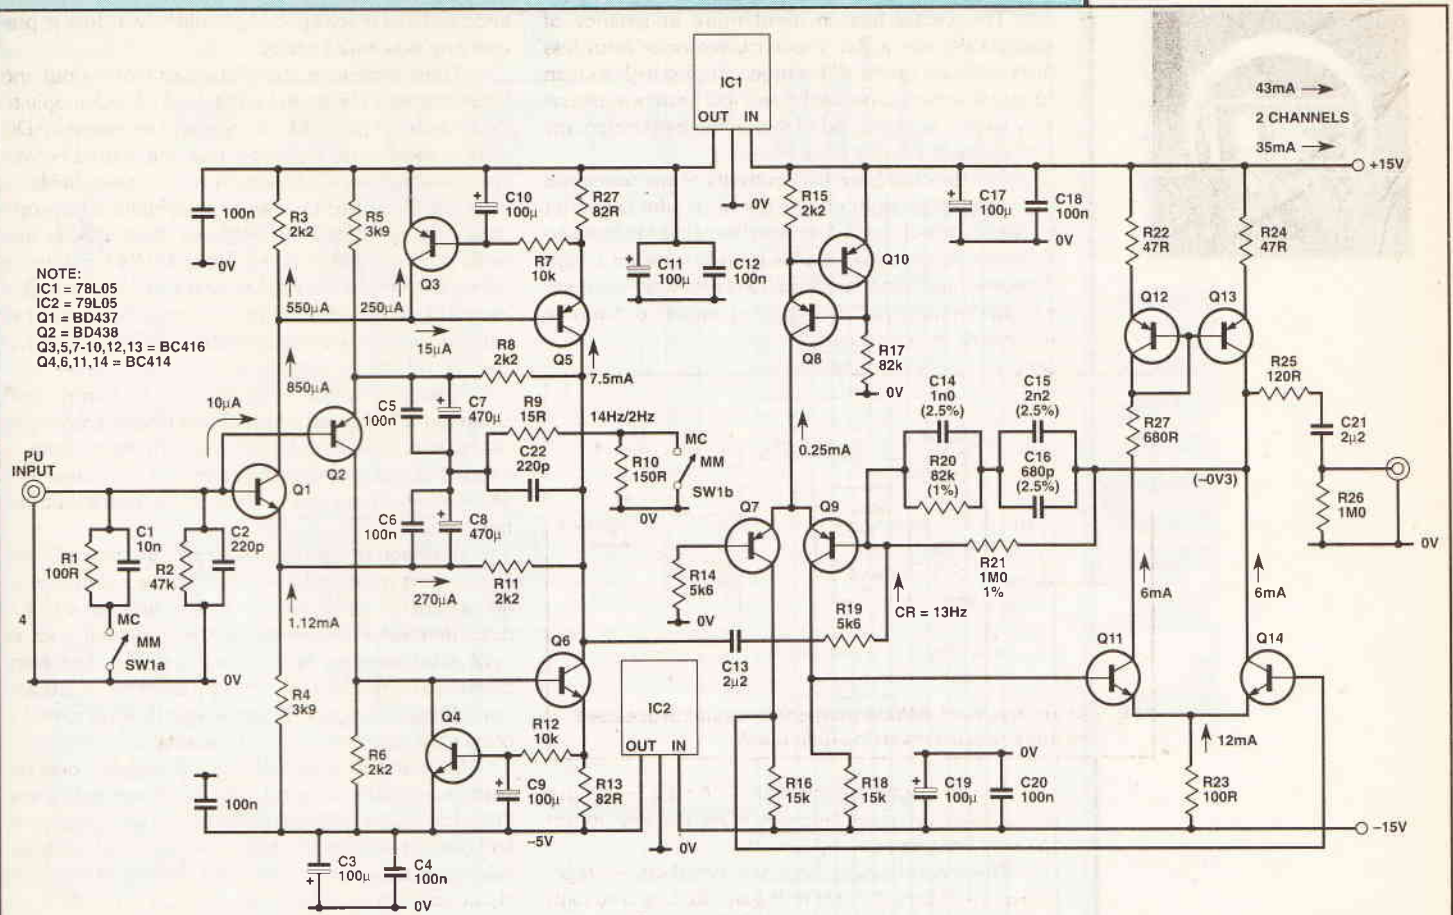 IC1
OUT IN
0V
43mA
2 CHANNELS
35mA
+15V
100n
0V
R3
2k2
R5
3k9
Q3
C10
100µ
+
R27
82R
R7
10k
C11
100µ
+
C12
100n
0V
R15
2k2
Q10
C17
100µ
+
C18
100n
0V
R22
47R
R24
47R
NOTE:
IC1 = 78L05
IC2 = 79L05
Q1 = BD437
Q2 = BD438
Q3,5,7-10,12,13 = BC416
Q4,6,11,14 = BC414
550µA
250µA
15µA
Q5
7.5mA
Q8
R17
82k
0V
Q12
Q13
R25
120R
C21
2µ2
850µA
10µA
R8
2k2
C5
100n
C7
470µ
+
R9
15R
14Hz/2Hz
C22
220p
R10
150R
MC
MM
SW1b
0V
0.25mA
C14
1n0
(2.5%)
R20
82k
(1%)
C15
2n2
(2.5%)
C16
680p
(2.5%)
R27
680R
(-0V3)
R26
1M0
0V
PU
INPUT
Q2
Q1
R1
100R
C1
10n
R2
47k
C2
220p
C6
100n
C8
470µ
+
R11
2k2
270µA
Q7
Q9
R14
5k6
0V
R21
1M0
1%
CR = 13Hz
R19
5k6
6mA
6mA
4
MC
MM
SW1a
0V
1.12mA
R4
3k9
Q6
C13
2µ2
Q11
Q14
12mA
IC2
OUT IN
0V
Q4
R12
10k
R6
2k2
C9
100µ
+
R13
82R
R16
15k
R18
15k
C19
100µ
+
C20
100n
0V
R23
100R
-15V
100n
-5V
C3
100µ
+
C4
100n
0V